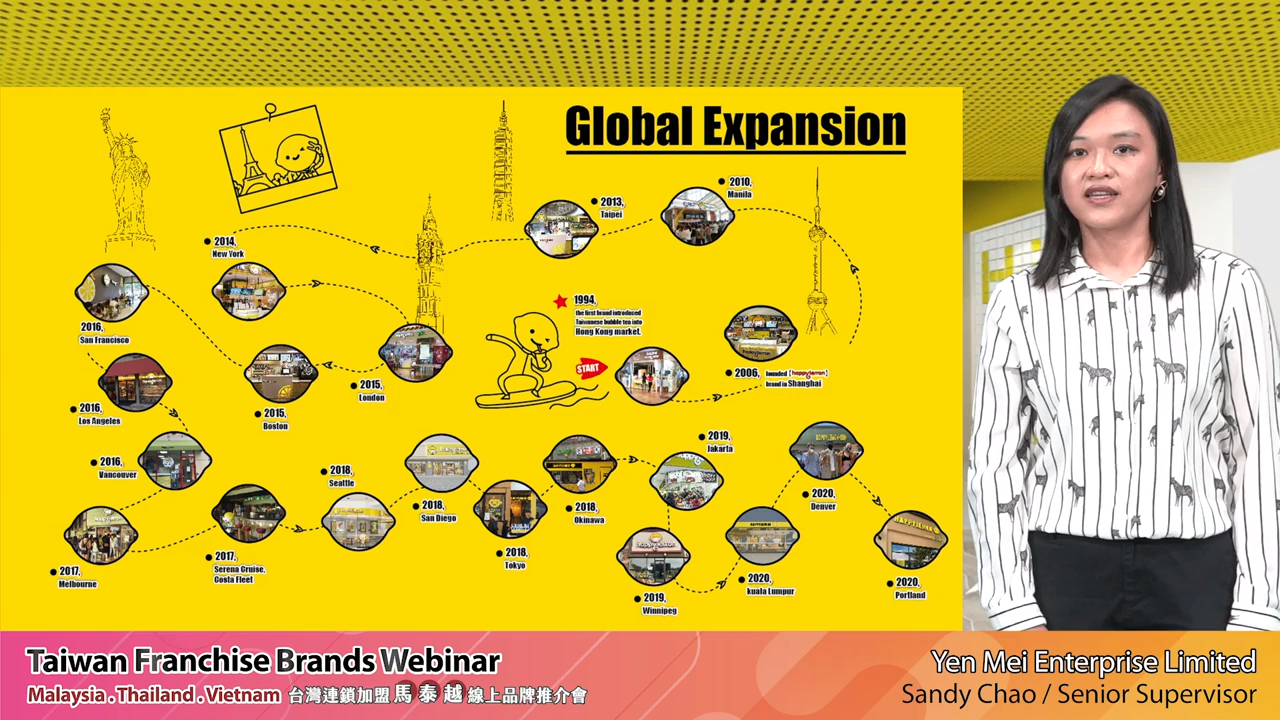 Global Expansion
2010,
Manila
2013,
Taipei
2014,
New York
1994,
the first brand introduced
Taiwanese bubble tea into
Hong Kong market.
START
2006, founded【happylemon】
brand in Shanghai
2016,
San Francisco
2015,
London
2015,
Boston
2016,
Los Angeles
2016,
Vancouver
2017,
Melbourne
2017,
Serena Cruise.
Costa Fleet
2018,
Seattle
2018,
San Diego
2018,
Tokyo
2018,
Okinawa
2019,
Jakarta
2019,
Winnipeg
2020,
kuala Lumpur
2020,
Denver
2020,
Portland
HAPPYLEMON
Taiwan Franchise Brands Webinar
Malaysia . Thailand . Vietnam 台灣連鎖加盟馬泰越線上品牌推介會
Yen Mei Enterprise Limited
Sandy Chao / Senior Supervisor